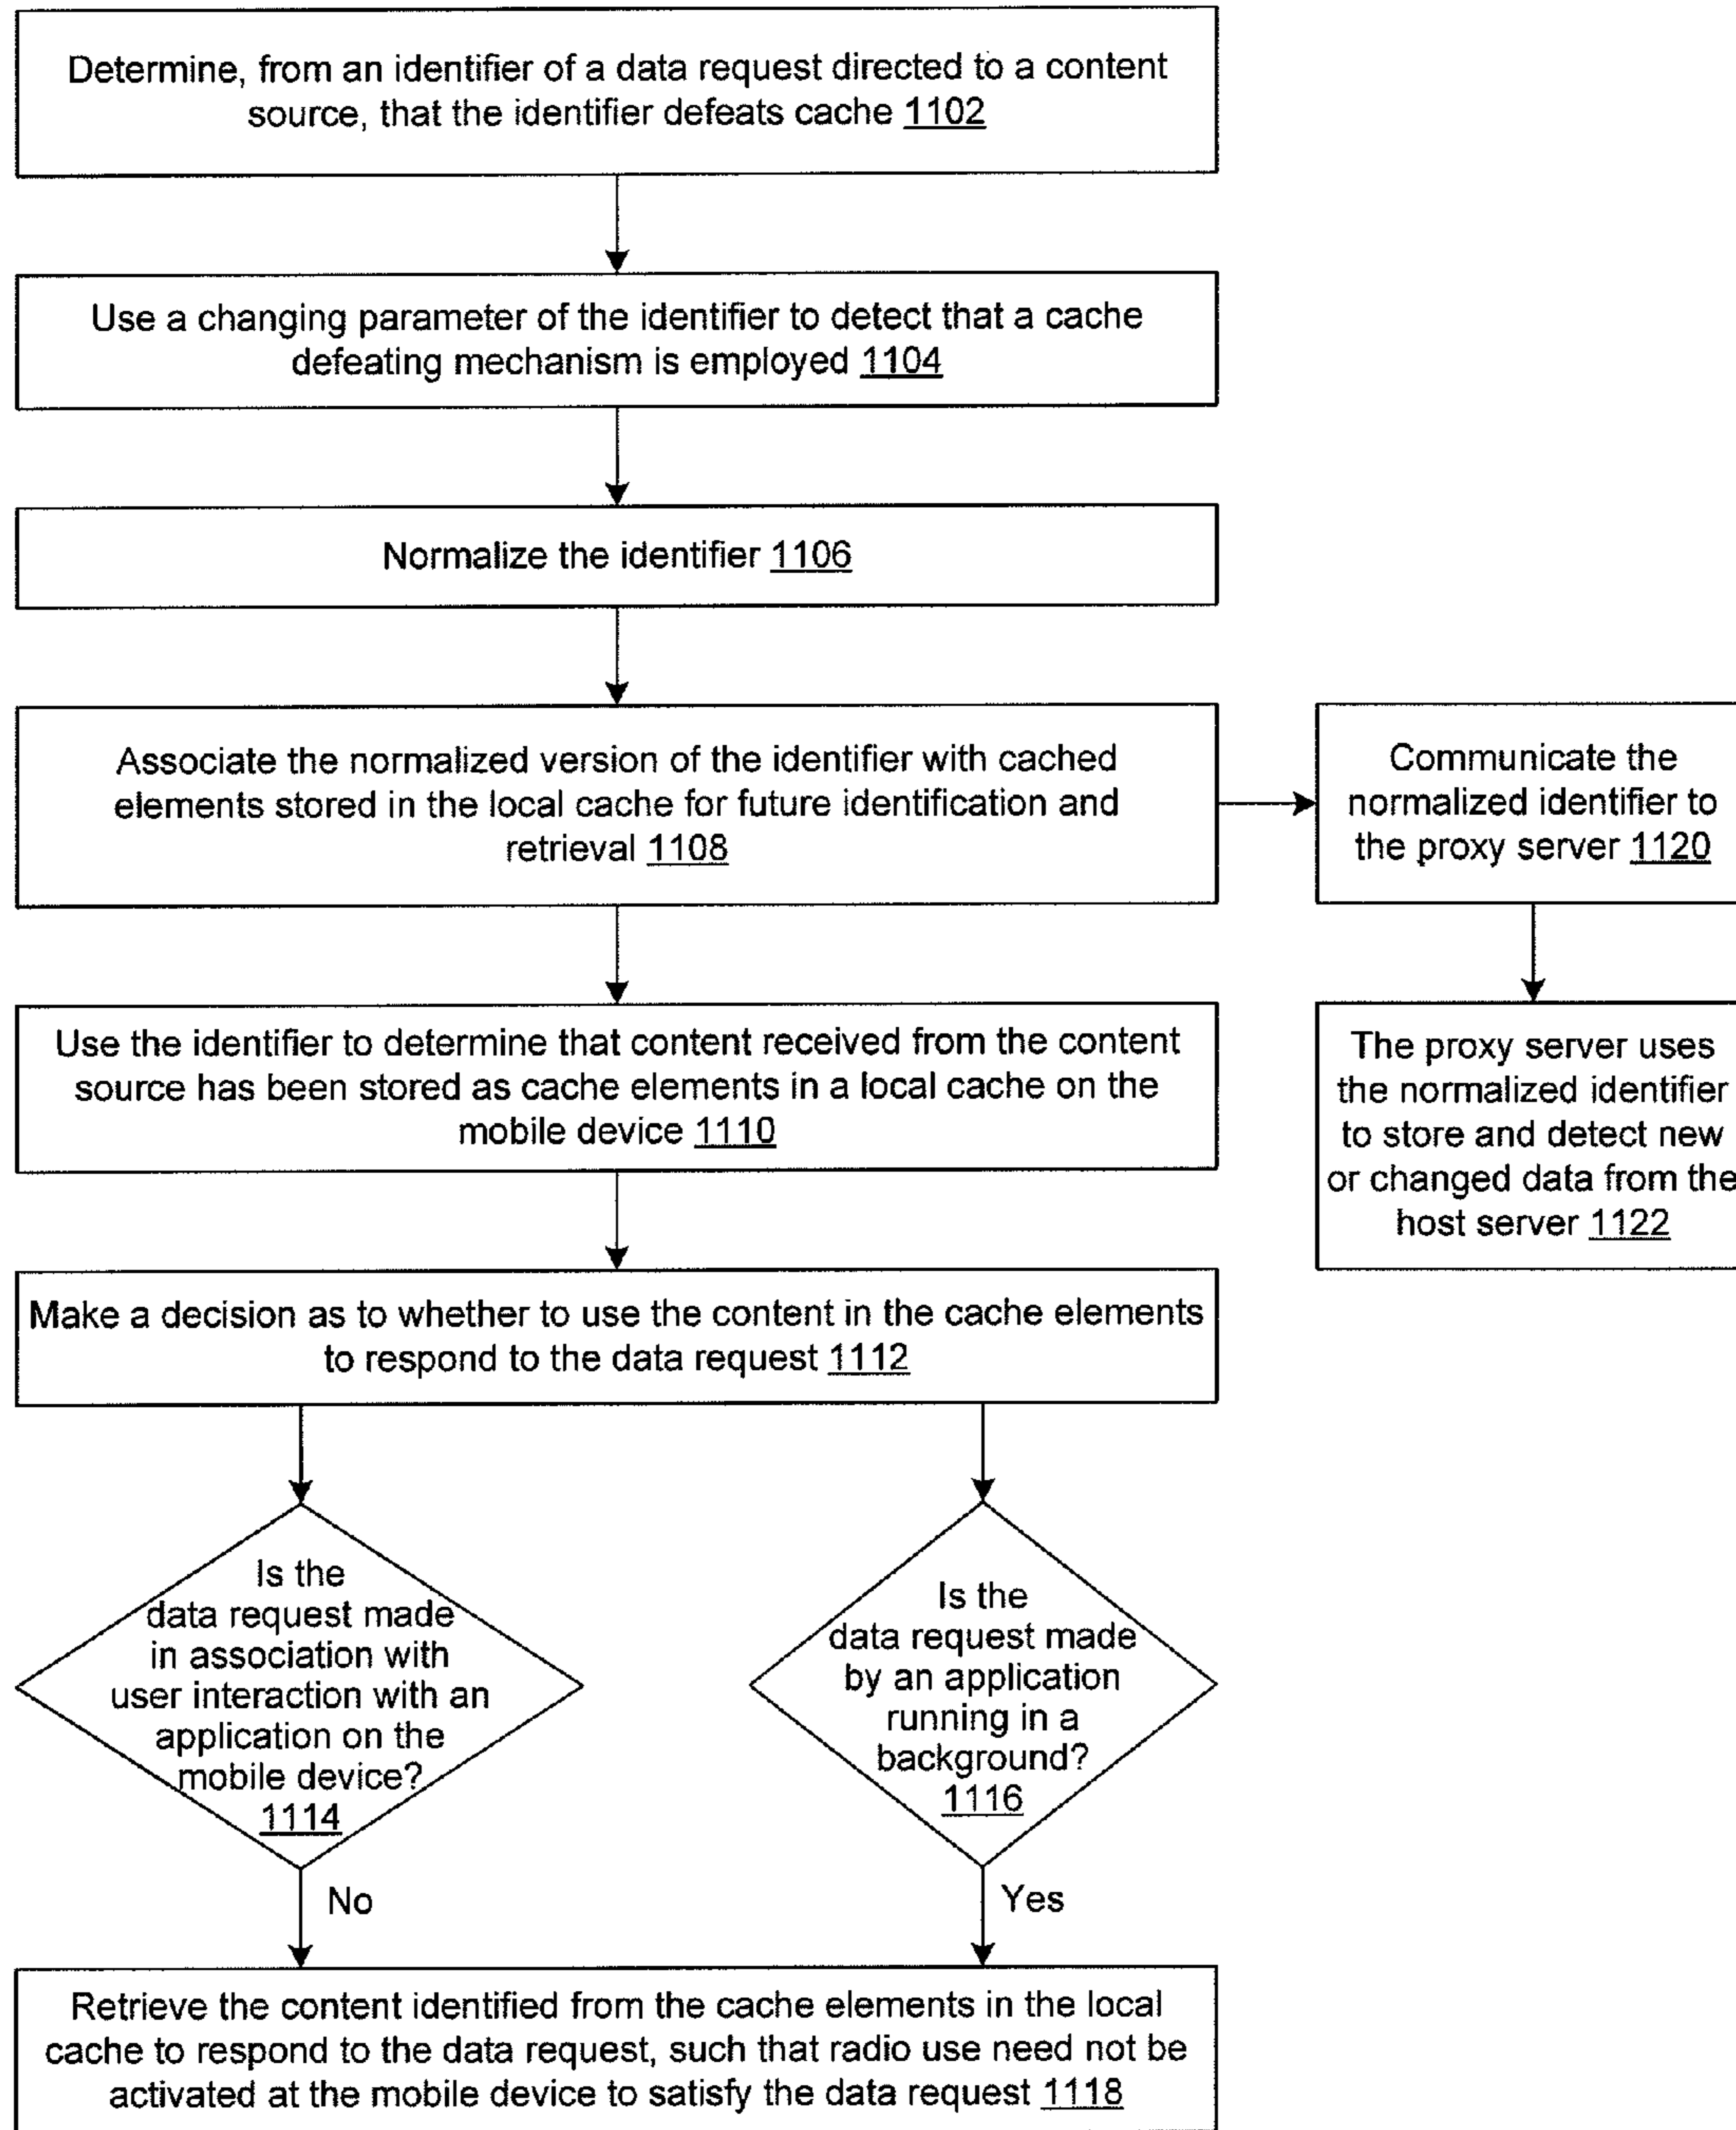 Determine, from an identifier of a data request directed to a content
source, that the identifier defeats cache 1102
Use a changing parameter of the identifier to detect that a cache
defeating mechanism is employed 1104
Normalize the identifier 1106
Associate the normalized version of the identifier with cached
elements stored in the local cache for future identification and
retrieval 1108
Communicate the
normalized identifier to
the proxy server 1120
Use the identifier to determine that content received from the content
source has been stored as cache elements in a local cache on the
mobile device 1110
The proxy server uses
the normalized identifier
to store and detect new
or changed data from the
host server 1122
Make a decision as to whether to use the content in the cache elements
to respond to the data request 1112
Is the
data request made
in association with
user interaction with an
application on the
mobile device?
1114
Is the
data request made
by an application
running in a
background?
1116
No
Yes
Retrieve the content identified from the cache elements in the local
cache to respond to the data request, such that radio use need not be
activated at the mobile device to satisfy the data request 1118